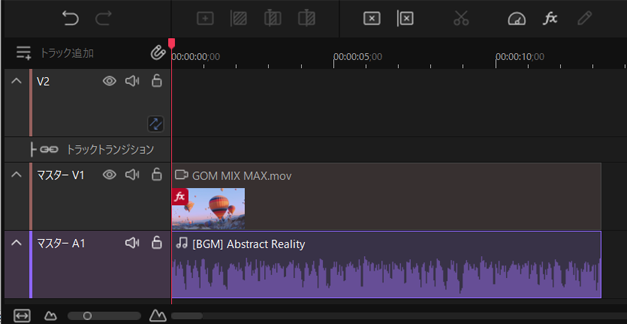 fx
トラック追加
00:00:00;00
00:00:05;00
00:00:10;00
V2
トラックトランジション
マスター V1
GOM MIX MAX.mov
fx
マスター A1
[BGM] Abstract Reality